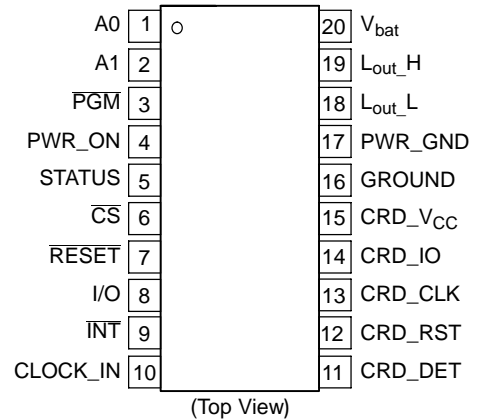 A0 1 20 Vbat
A1 2 19 Lout_H
PGM 3 18 Lout_L
PWR_ON 4 17 PWR_GND
STATUS 5 16 GROUND
CS 6 15 CRD_VCC
RESET 7 14 CRD_IO
I/O 8 13 CRD_CLK
INT 9 12 CRD_RST
CLOCK_IN 10 11 CRD_DET
(Top View)